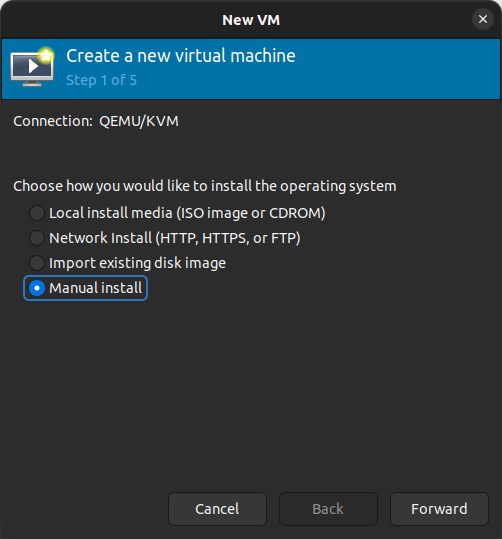 New VM
Create a new virtual machine
Step 1 of 5
Connection: QEMU/KVM
Choose how you would like to install the operating system
Local install media (ISO image or CDROM)
Network Install (HTTP, HTTPS, or FTP)
Import existing disk image
Manual install
Cancel Back Forward